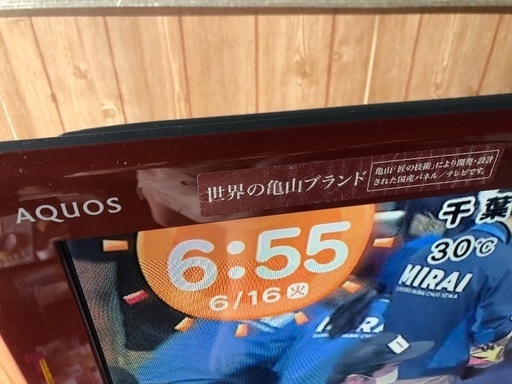 AQUOS
世界の亀山ブランド
亀山「匠の技術」により開発・設計
された国産パネル/テレビです。
6:55
6/16火
千葉
30℃
MIRAI
MIRA